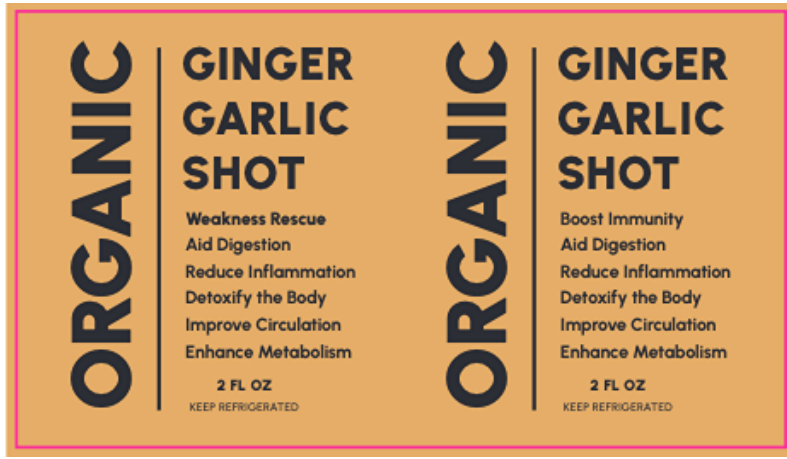 ORGANIC
GINGER
GARLIC
SHOT
Weakness Rescue
Aid Digestion
Reduce Inflammation
Detoxify the Body
Improve Circulation
Enhance Metabolism
2 FL OZ
KEEP REFRIGERATED
ORGANIC
GINGER
GARLIC
SHOT
Boost Immunity
Aid Digestion
Reduce Inflammation
Detoxify the Body
Improve Circulation
Enhance Metabolism
2 FL OZ
KEEP REFRIGERATED